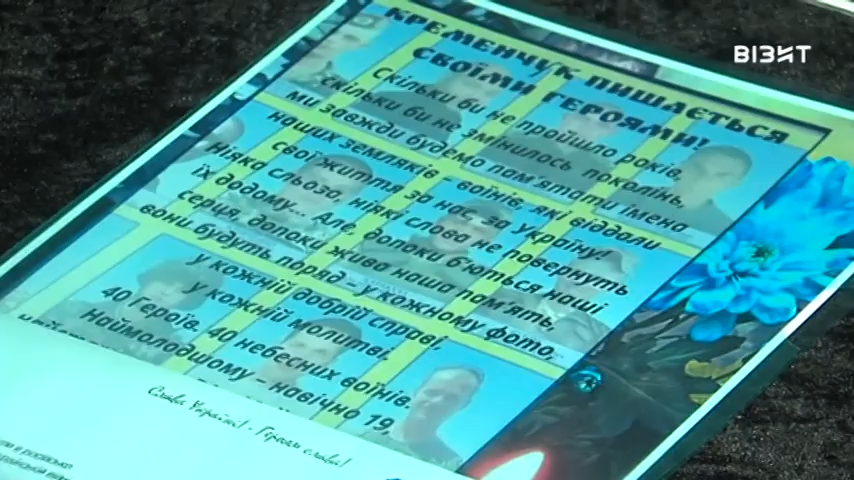 ВІЗИТ
КРЕМЕНЧУК ПИШАЄТЬСЯ
СВОЇМИ ГЕРОЯМИ!
Скільки би не пройшло років,
скільки би не змінилось поколінь,
ми завжди будемо пам'ятати імена
наших земляків – воїнів, які віддали
свої життя за нас, за Україну!
Ніяка сльоза, ніякі слова не повернуть
їх додому... Але, допоки б'ються наші
серця, допоки жива наша пам'ять,
вони будуть поряд – у кожному фото,
у кожній добрій справі,
у кожній молитві.
40 Героїв. 40 небесних воїнів.
Наймолодшому – навічно 19,
Слава Україні! - Героям слава!